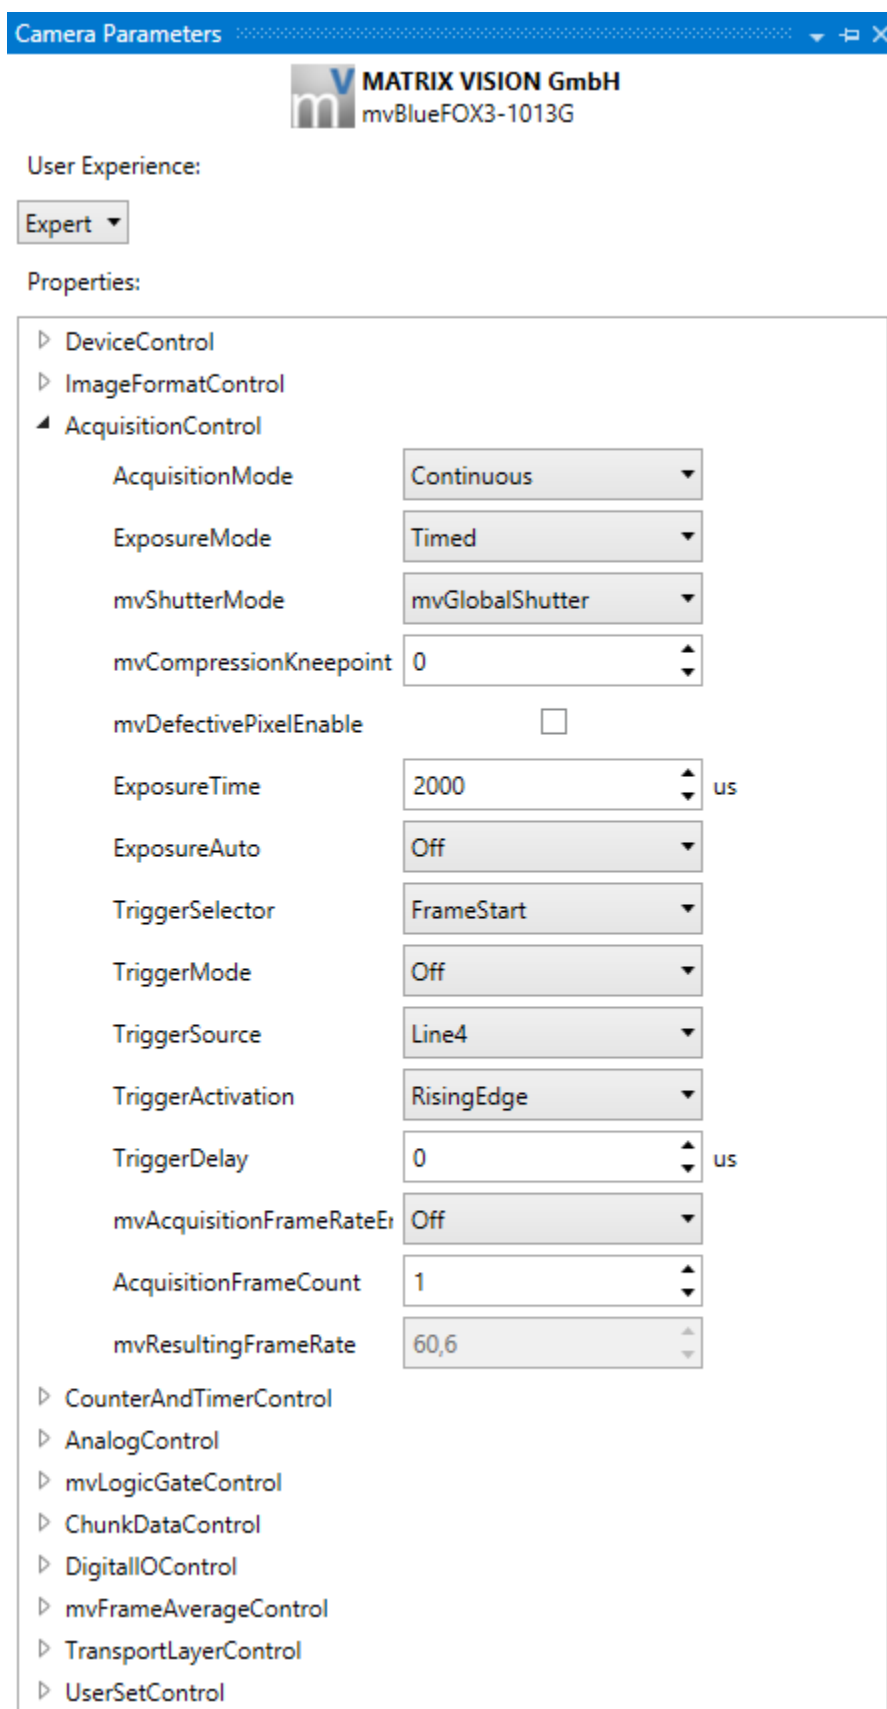 Camera Parameters
mV MATRIX VISION GmbH
mvBlueFOX3-1013G
User Experience:
Expert
Properties:
DeviceControl
ImageFormatControl
AcquisitionControl
AcquisitionMode Continuous
ExposureMode Timed
mvShutterMode mvGlobalShutter
mvCompressionKneepoint 0
mvDefectivePixelEnable
ExposureTime 2000 us
ExposureAuto Off
TriggerSelector FrameStart
TriggerMode Off
TriggerSource Line4
TriggerActivation RisingEdge
TriggerDelay 0 us
mvAcquisitionFrameRateEr Off
AcquisitionFrameCount 1
mvResultingFrameRate 60,6
CounterAndTimerControl
AnalogControl
mvLogicGateControl
ChunkDataControl
DigitalIOControl
mvFrameAverageControl
TransportLayerControl
UserSetControl